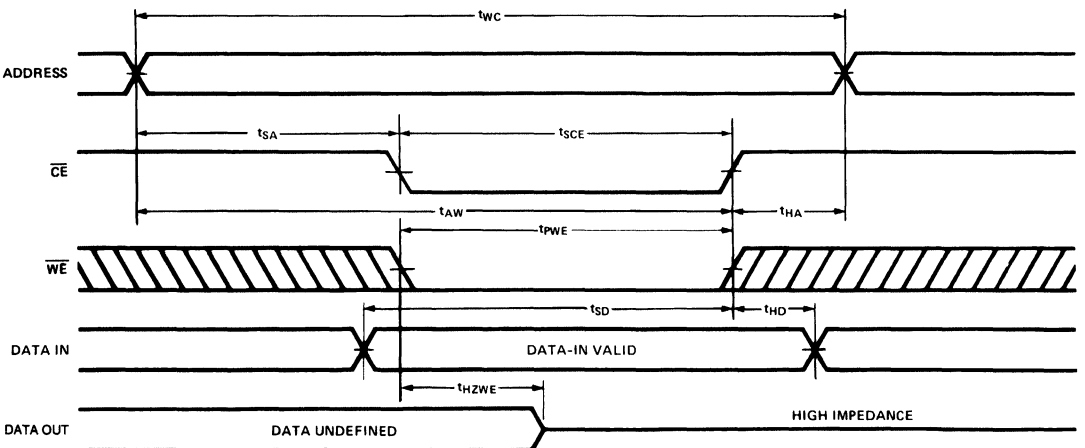 tWC
ADDRESS
tSA
tSCE
CE
tAW
tHA
tPWE
WE
tSD
tHD
DATA IN
DATA-IN VALID
tHZWE
HIGH IMPEDANCE
DATA OUT
DATA UNDEFINED